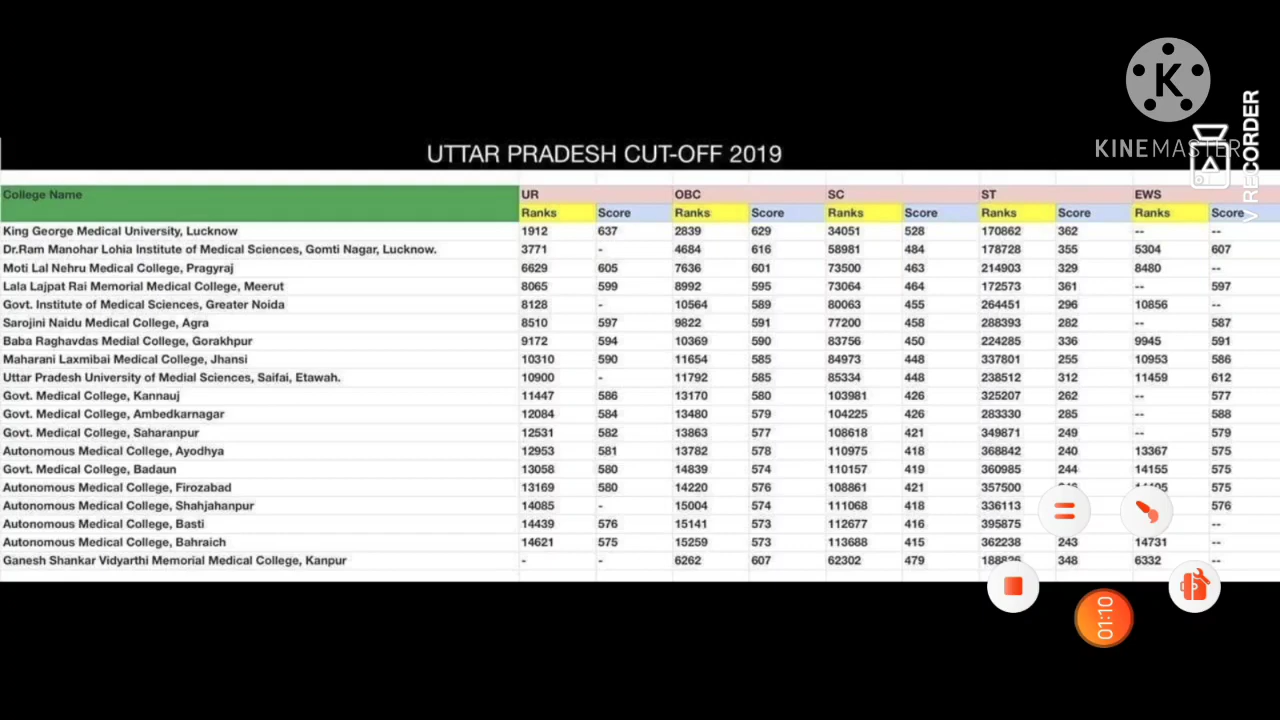 K
KINEMASTER
V RECORDER
UTTAR PRADESH CUT-OFF 2019
College Name UR OBC SC ST EWS
Ranks Score Ranks Score Ranks Score Ranks Score Ranks Score
King George Medical University, Lucknow 1912 637 2839 629 34051 528 170862 362 -- --
Dr.Ram Manohar Lohia Institute of Medical Sciences, Gomti Nagar, Lucknow. 3771 - 4684 616 58981 484 178728 355 5304 607
Moti Lal Nehru Medical College, Pragyraj 6629 605 7636 601 73500 463 214903 329 8480 --
Lala Lajpat Rai Memorial Medical College, Meerut 8065 599 8992 595 73064 464 172573 361 -- 597
Govt. Institute of Medical Sciences, Greater Noida 8128 - 10564 589 80063 455 264451 296 10856 --
Sarojini Naidu Medical College, Agra 8510 597 9822 591 77200 458 288393 282 -- 587
Baba Raghavdas Medial College, Gorakhpur 9172 594 10369 590 83756 450 224285 336 9945 591
Maharani Laxmibai Medical College, Jhansi 10310 590 11654 585 84973 448 337801 255 10953 586
Uttar Pradesh University of Medial Sciences, Saifai, Etawah. 10900 - 11792 585 85334 448 238512 312 11459 612
Govt. Medical College, Kannauj 11447 586 13170 580 103981 426 325207 262 -- 577
Govt. Medical College, Ambedkarnagar 12084 584 13480 579 104225 426 283330 285 -- 588
Govt. Medical College, Saharanpur 12531 582 13863 577 108618 421 349871 249 -- 579
Autonomous Medical College, Ayodhya 12953 581 13782 578 110975 418 368842 240 13367 575
Govt. Medical College, Badaun 13058 580 14839 574 110157 419 360985 244 14155 575
Autonomous Medical College, Firozabad 13169 580 14220 576 108861 421 357500 575
Autonomous Medical College, Shahjahanpur 14085 - 15004 574 111068 418 336113 576
Autonomous Medical College, Basti 14439 576 15141 573 112677 416 395875 --
Autonomous Medical College, Bahraich 14621 575 15259 573 113688 415 362238 243 14731 --
Ganesh Shankar Vidyarthi Memorial Medical College, Kanpur - - 6262 607 62302 479 348 6332 --
01:10